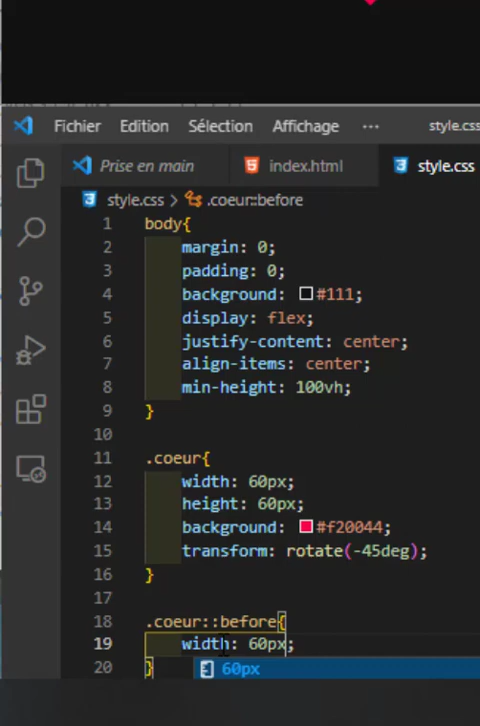 Fichier Edition Sélection Affichage ... style.css
Prise en main index.html style.css
style.css > .coeur::before
1 body{
2 margin: 0;
3 padding: 0;
4 background: #111;
5 display: flex;
6 justify-content: center;
7 align-items: center;
8 min-height: 100vh;
9 }
10
11 .coeur{
12 width: 60px;
13 height: 60px;
14 background: #f20044;
15 transform: rotate(-45deg);
16 }
17
18 .coeur::before{
19 width: 60px;
20 }
60px